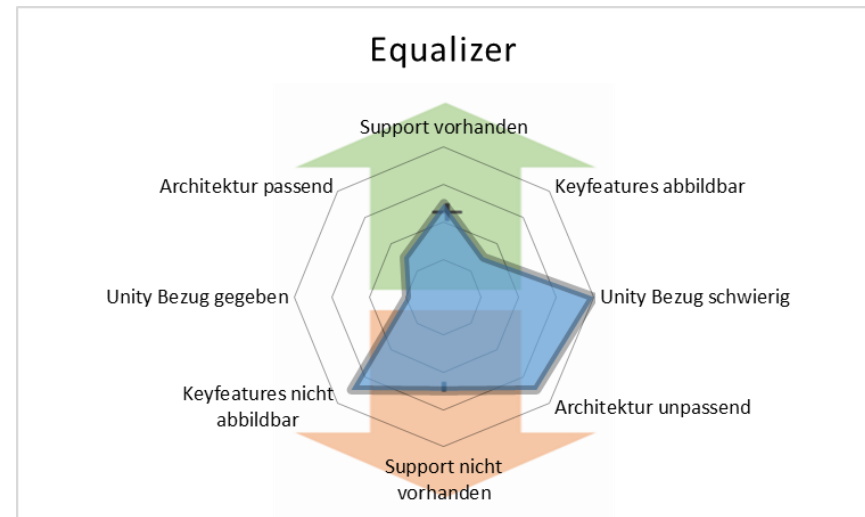 Equalizer
Support vorhanden
Architektur passend
Keyfeatures abbildbar
Unity Bezug gegeben
Unity Bezug schwierig
Keyfeatures nicht
abbildbar
Architektur unpassend
Support nicht
vorhanden